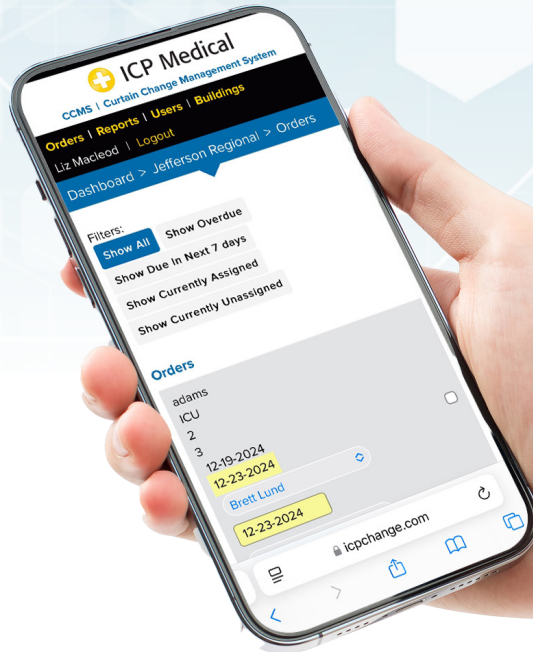 ICP Medical
CCMS | Curtain Change Management System
Orders | Reports | Users | Buildings
Liz Macleod | Logout
Dashboard > Jefferson Regional > Orders
Filters:
Show All Show Overdue
Show Due In Next 7 days
Show Currently Assigned
Show Currently Unassigned
Orders
adams
ICU
2
3
12-19-2024
12-23-2024
Brett Lund
12-23-2024
icpchange.com